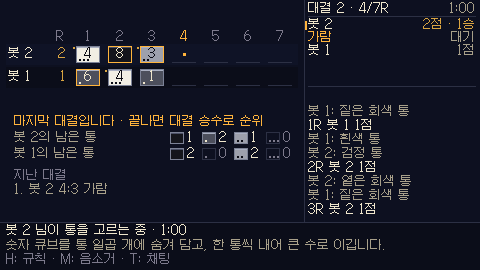 대결 2 · 4/7R 1:00
R 1 2 3 4 5 6 7
봇 2 2 4 8 3
봇 1 1 6 4 1
봇 2 2점 · 1승
가람 대기
봇 1 1점
마지막 대결입니다 · 끝나면 대결 승수로 순위
봇 2의 남은 통 1 2 1 0
봇 1의 남은 통 2 0 2 0
지난 대결
1. 봇 2 4:3 가람
봇 1: 짙은 회색 통
1R 봇 1 1점
봇 1: 흰색 통
봇 2: 검정 통
2R 봇 2 1점
봇 2: 옅은 회색 통
봇 1: 짙은 회색 통
3R 봇 2 1점
봇 2 님이 통을 고르는 중 · 1:00
숫자 큐브를 통 일곱 개에 숨겨 담고, 한 통씩 내어 큰 수로 이깁니다.
H: 규칙 · M: 음소거 · T: 채팅